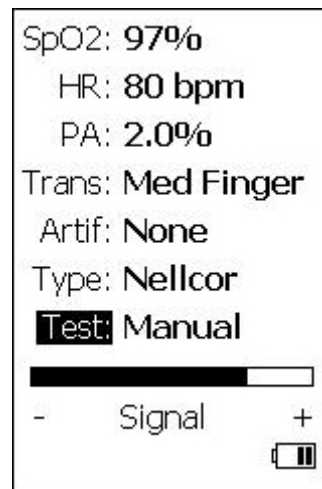 SpO2: 97%
HR: 80 bpm
PA: 2.0%
Trans: Med Finger
Artif: None
Type: Nellcor
Test: Manual
- Signal +